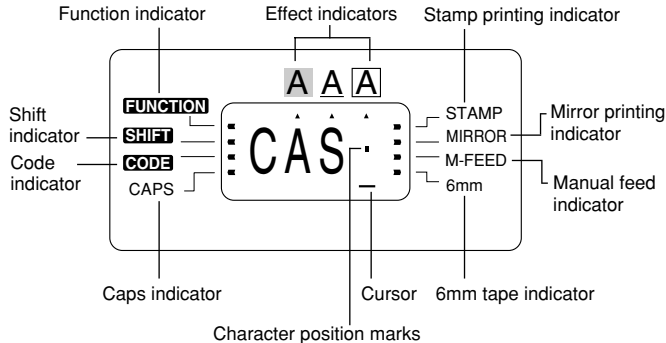 Function indicator
Effect indicators
Stamp printing indicator
A A A
FUNCTION
STAMP
Shift
indicator
SHIFT
MIRROR
Mirror printing
indicator
CAS
Code
indicator
CODE
M-FEED
CAPS
6mm
Manual feed
indicator
Caps indicator
Cursor
6mm tape indicator
Character position marks